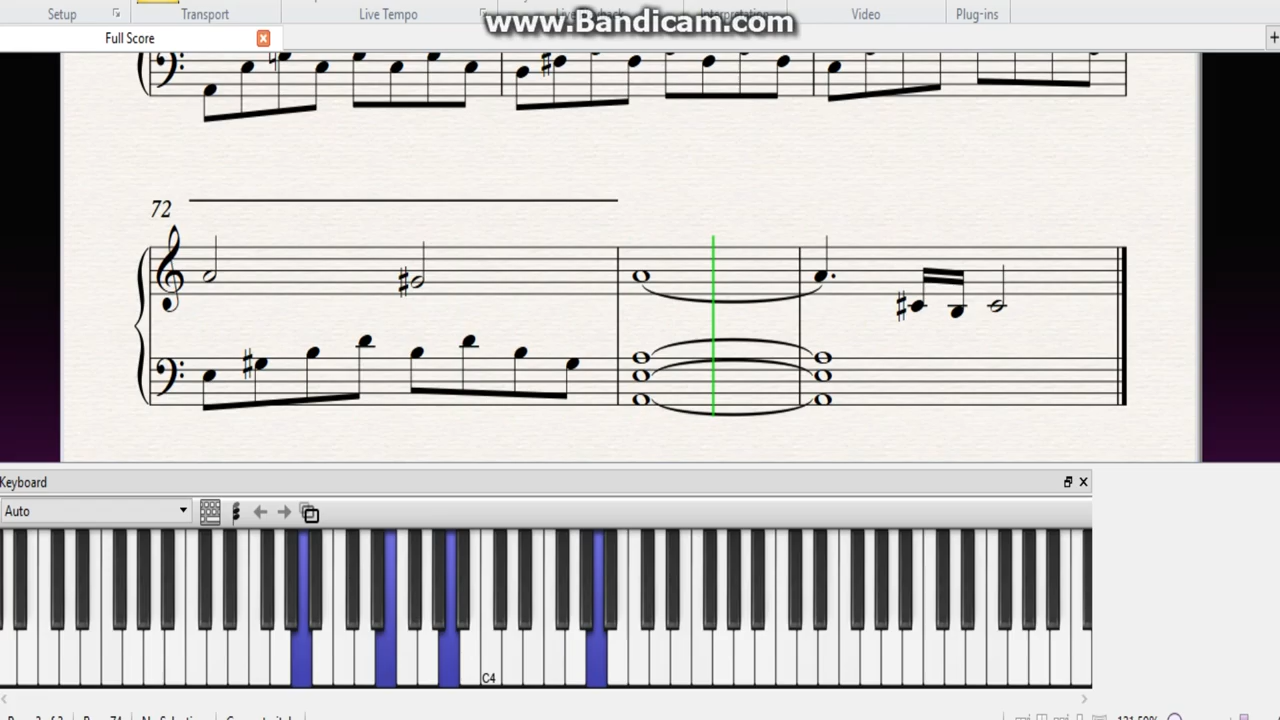 Setup Transport Live Tempo Video Plug-ins
www.Bandicam.com
Full Score
72
Keyboard
Auto
C4